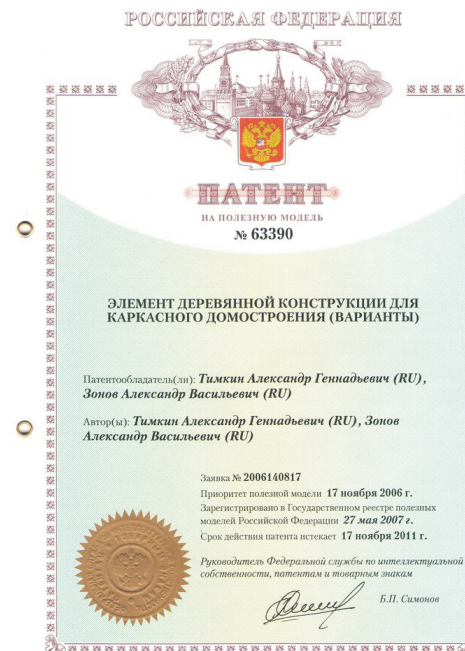 РОССИЙСКАЯ ФЕДЕРАЦИЯ
ПАТЕНТ
НА ПОЛЕЗНУЮ МОДЕЛЬ
№ 63390
ЭЛЕМЕНТ ДЕРЕВЯННОЙ КОНСТРУКЦИИ ДЛЯ
КАРКАСНОГО ДОМОСТРОЕНИЯ (ВАРИАНТЫ)
Патентообладатель(ли): Тимкин Александр Геннадьевич (RU),
Зонов Александр Васильевич (RU)
Автор(ы): Тимкин Александр Геннадьевич (RU), Зонов
Александр Васильевич (RU)
Заявка № 2006140817
Приоритет полезной модели 17 ноября 2006 г.
Зарегистрировано в Государственном реестре полезных
моделей Российской Федерации 27 мая 2007 г.
Срок действия патента истекает 17 ноября 2011 г.
Руководитель Федеральной службы по интеллектуальной
собственности, патентам и товарным знакам
Б.П. Симонов